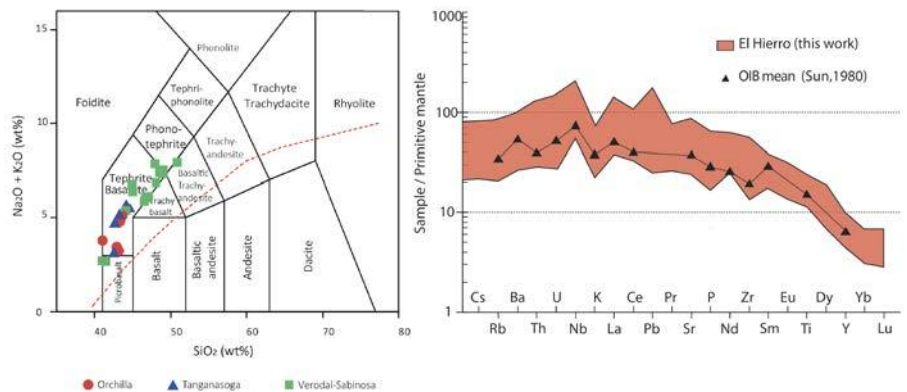 15
10
5
0
Na2O + K2O (wt%)
Phonolite
Foidite
Tephri-
phonolite
Trachyte
Trachydacite
Rhyolite
Phono-
tephrite
Trachy-
andesite
Tephrite
Basanite
Basaltic
Trachy-
andesite
Trachy
basalt
Picrobasalt
Basalt
Basaltic
andesite
Andesite
Dacite
40 50 60 70 80
SiO2 (wt%)
Orchilla Tanganasoga Verodal-Sabinosa
1000
100
10
1
Sample / Primitive mantle
El Hierro (this work)
OIB mean (Sun,1980)
Cs Ba U K Ce Pr P Zr Eu Dy Yb
Rb Th Nb La Pb Sr Nd Sm Ti Y Lu